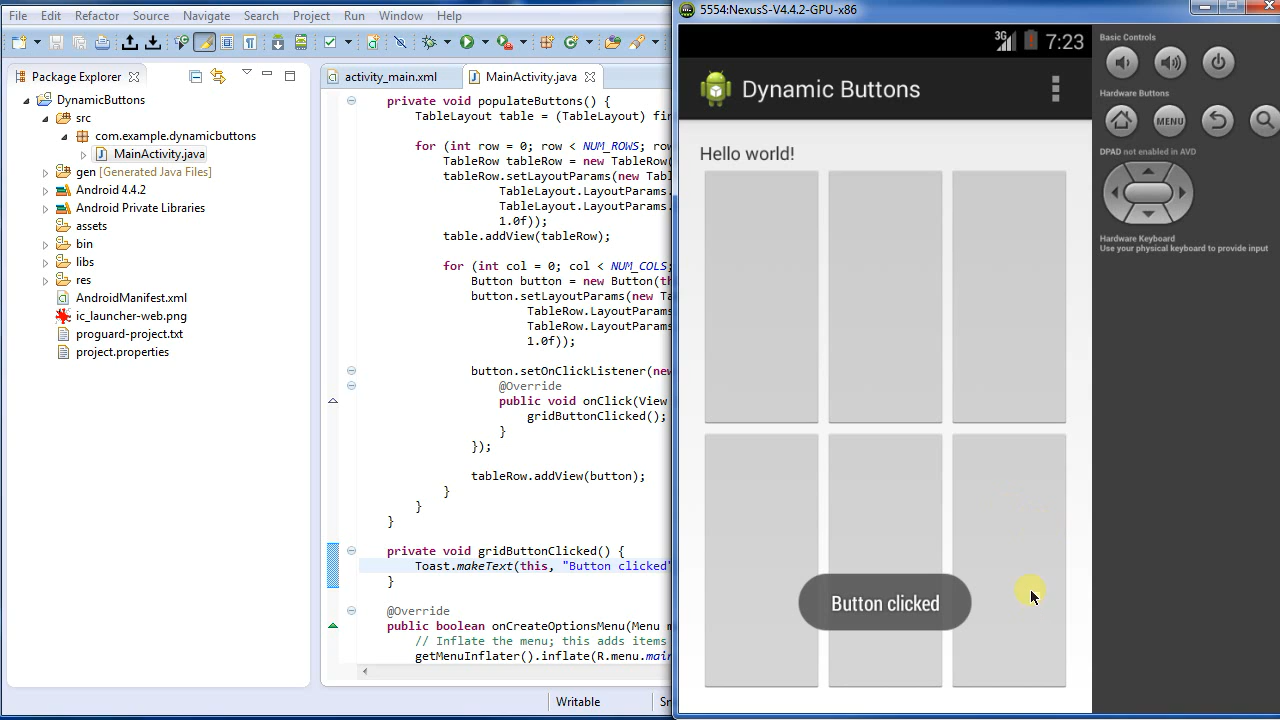 File Edit Refactor Source Navigate Search Project Run Window Help
Package Explorer
DynamicButtons
src
com.example.dynamicbuttons
MainActivity.java
gen [Generated Java Files]
Android 4.4.2
Android Private Libraries
assets
bin
libs
res
AndroidManifest.xml
ic_launcher-web.png
proguard-project.txt
project.properties
activity_main.xml
MainActivity.java
private void populateButtons() {
TableLayout table = (TableLayout)
for (int row = 0; row < NUM_ROWS;
TableRow tableRow = new TableRow(
tableRow.setLayoutParams(new
TableLayout.LayoutParams.
TableLayout.LayoutParams.
1.0f));
table.addView(tableRow);
for (int col = 0; col < NUM_COLS;
Button button = new Button(
button.setLayoutParams(new
TableRow.LayoutParams
TableRow.LayoutParams
1.0f));
button.setOnClickListener(new
@Override
public void onClick(View
gridButtonClicked();
}
});
tableRow.addView(button);
}
}
}
private void gridButtonClicked() {
Toast.makeText(this, "Button clicked"
}
@Override
public boolean onCreateOptionsMenu(Menu
// Inflate the menu; this adds items
getMenuInflater().inflate(R.menu.main
Writable
5554:NexusS-V4.4.2-GPU-x86
3G 7:23
Dynamic Buttons
Hello world!
Button clicked
Basic Controls
Hardware Buttons
MENU
DPAD not enabled in AVD
Hardware Keyboard
Use your physical keyboard to provide input